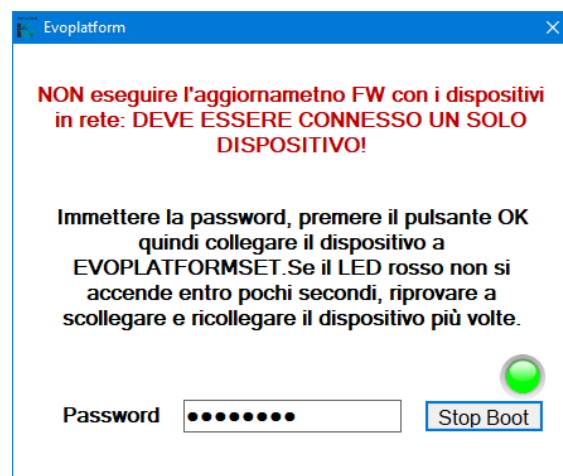 Evoplatform
NON eseguire l'aggiornametno FW con i dispositivi
in rete: DEVE ESSERE CONNESSO UN SOLO
DISPOSITIVO!
Immettere la password, premere il pulsante OK
quindi collegare il dispositivo a
EVOPLATFORMSET.Se il LED rosso non si
accende entro pochi secondi, riprovare a
scollegare e ricollegare il dispositivo più volte.
Password ●●●●●●●● Stop Boot